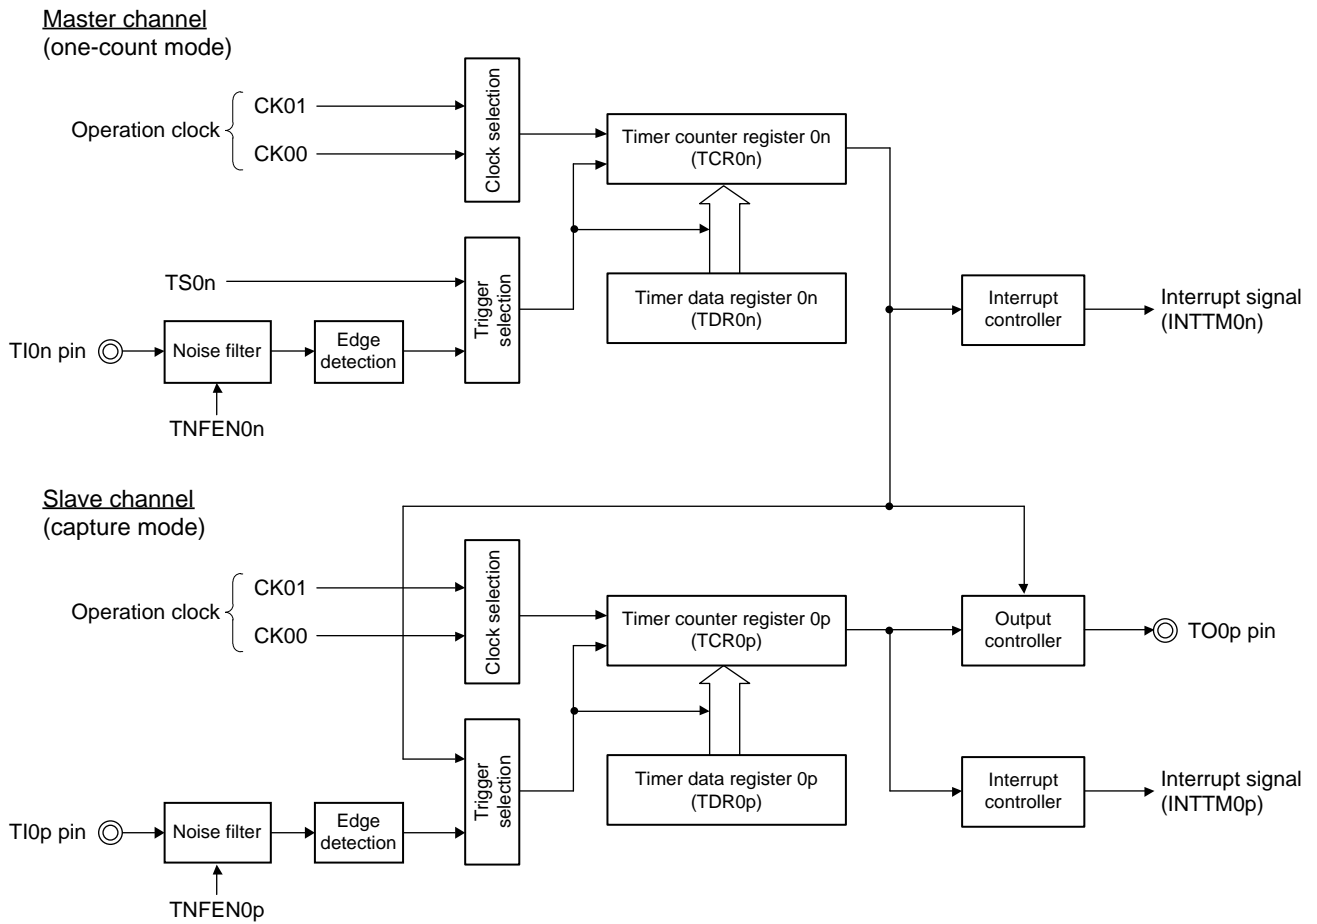 Master channel
(one-count mode)
Operation clock
CK01
CK00
Clock selection
Timer counter register 0n
(TCR0n)
TS0n
Trigger
selection
Timer data register 0n
(TDR0n)
Interrupt
controller
Interrupt signal
(INTTM0n)
TI0n pin
Noise filter
Edge
detection
TNFEN0n
Slave channel
(capture mode)
Operation clock
CK01
CK00
Clock selection
Timer counter register 0p
(TCR0p)
Output
controller
TO0p pin
Trigger
selection
Timer data register 0p
(TDR0p)
Interrupt
controller
Interrupt signal
(INTTM0p)
TI0p pin
Noise filter
Edge
detection
TNFEN0p